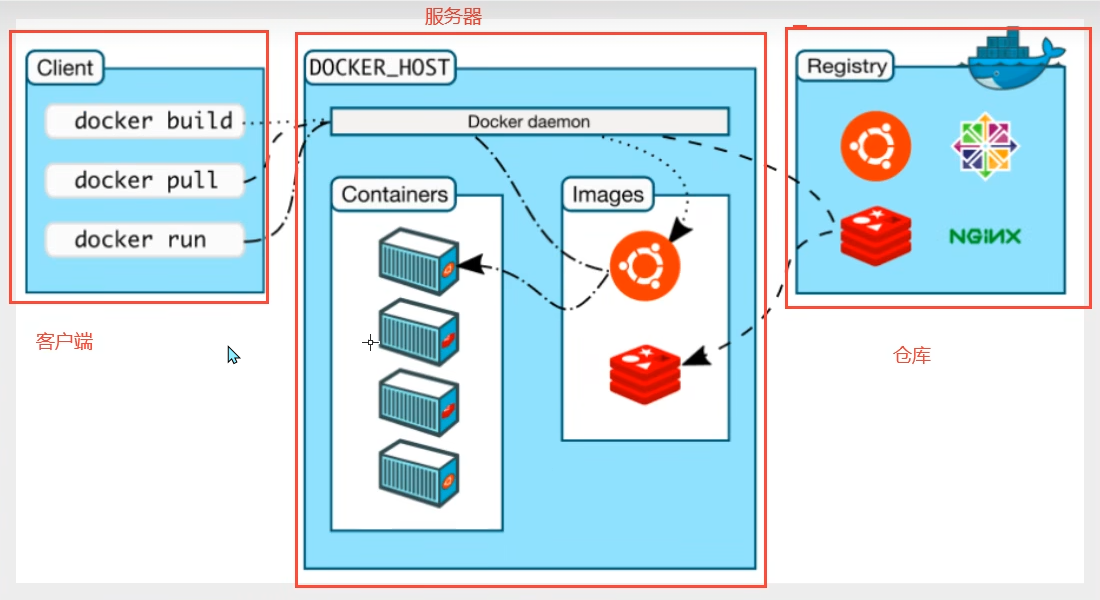 服务器
Client
docker build
docker pull
docker run
客户端
DOCKER_HOST
Docker daemon
Containers
Images
Registry
NGINX
仓库